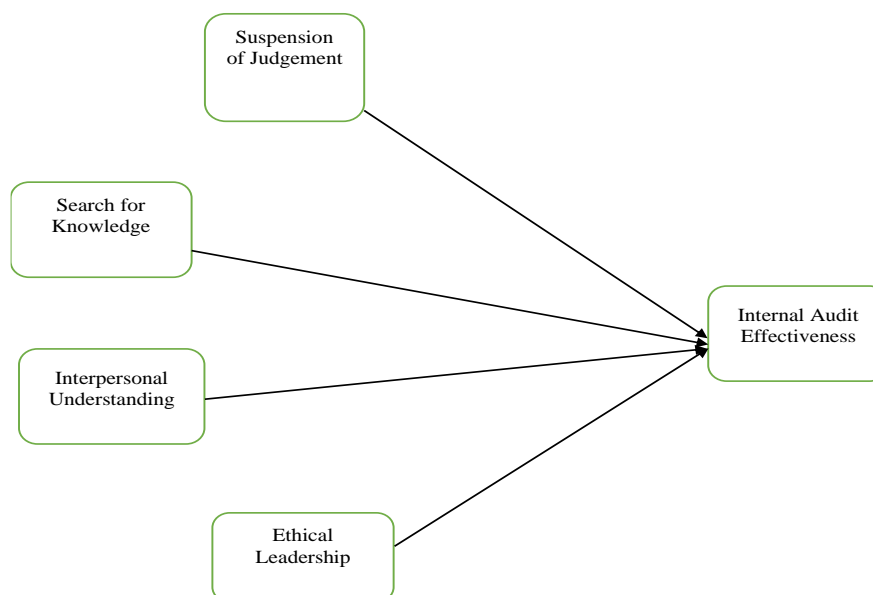 Suspension
of Judgement
Search for
Knowledge
Internal Audit
Effectiveness
Interpersonal
Understanding
Ethical
Leadership